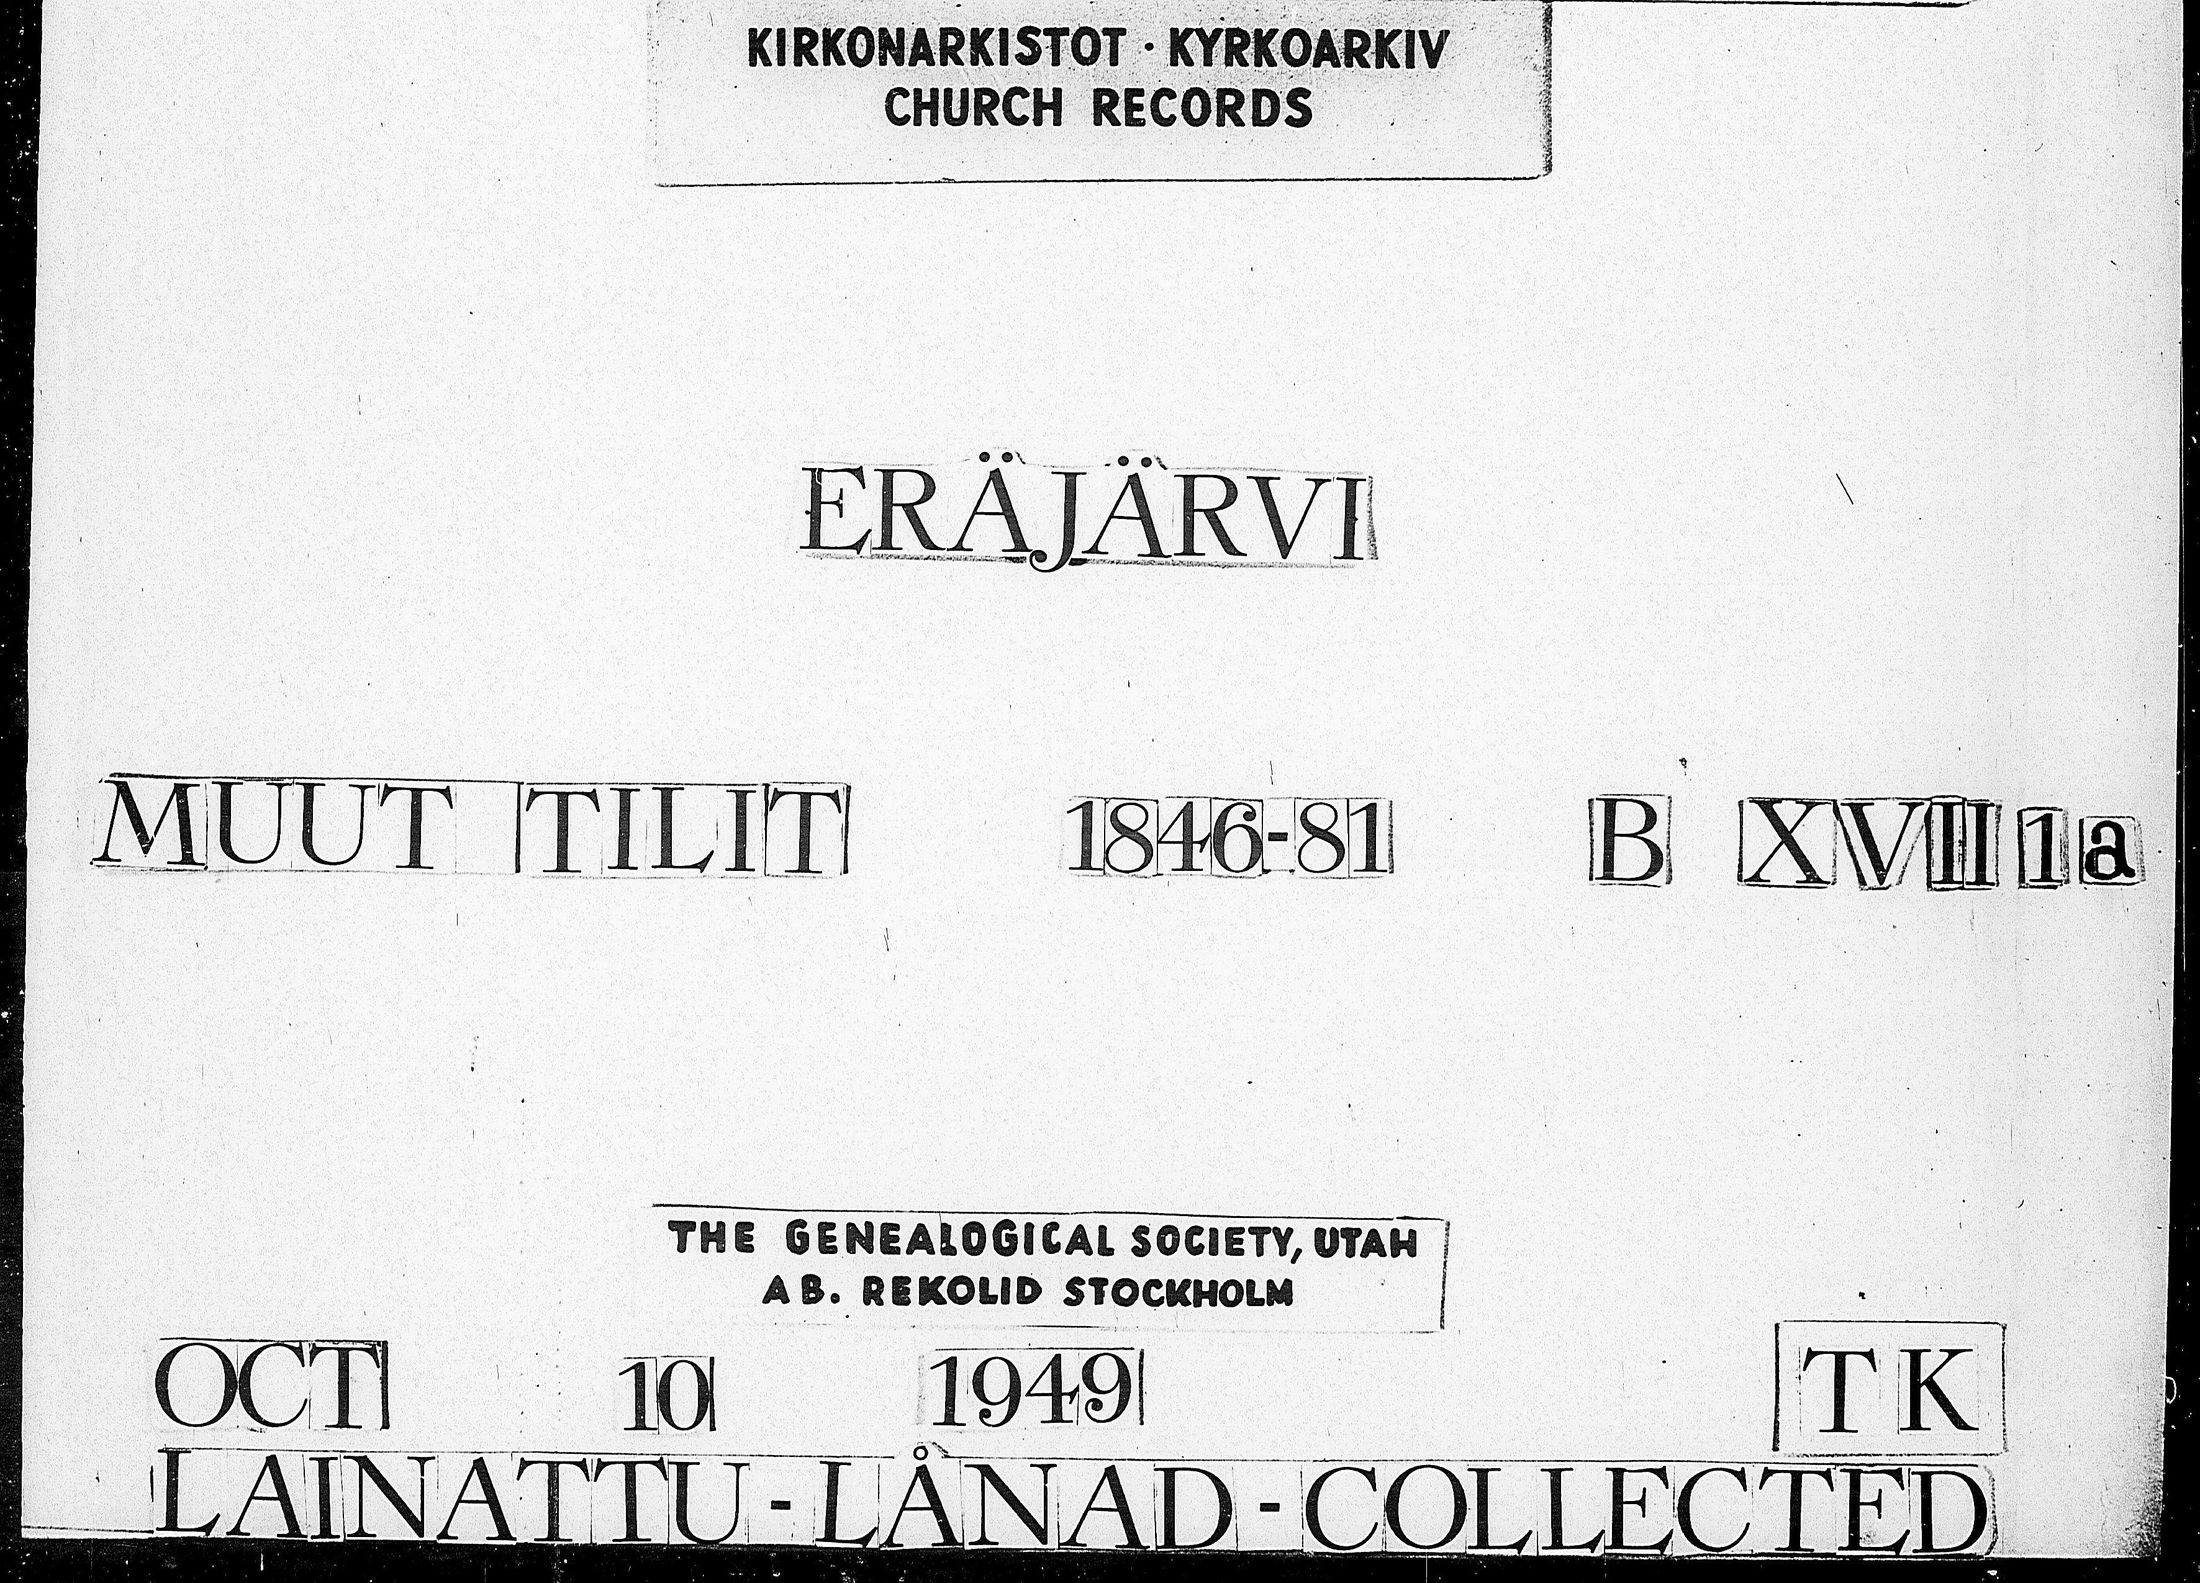 KIRKONARKISTOT · KYRKOARKIV
CHURCH RECORDS
ERÄJÄRVI
MUUT TILIT 1846-81 B XVII 1a
THE GENEALOGICAL SOCIETY, UTAH
AB. REKOLID STOCKHOLM
OCT 10 1949 TK
LAINATTU-LÅNAD-COLLECTED